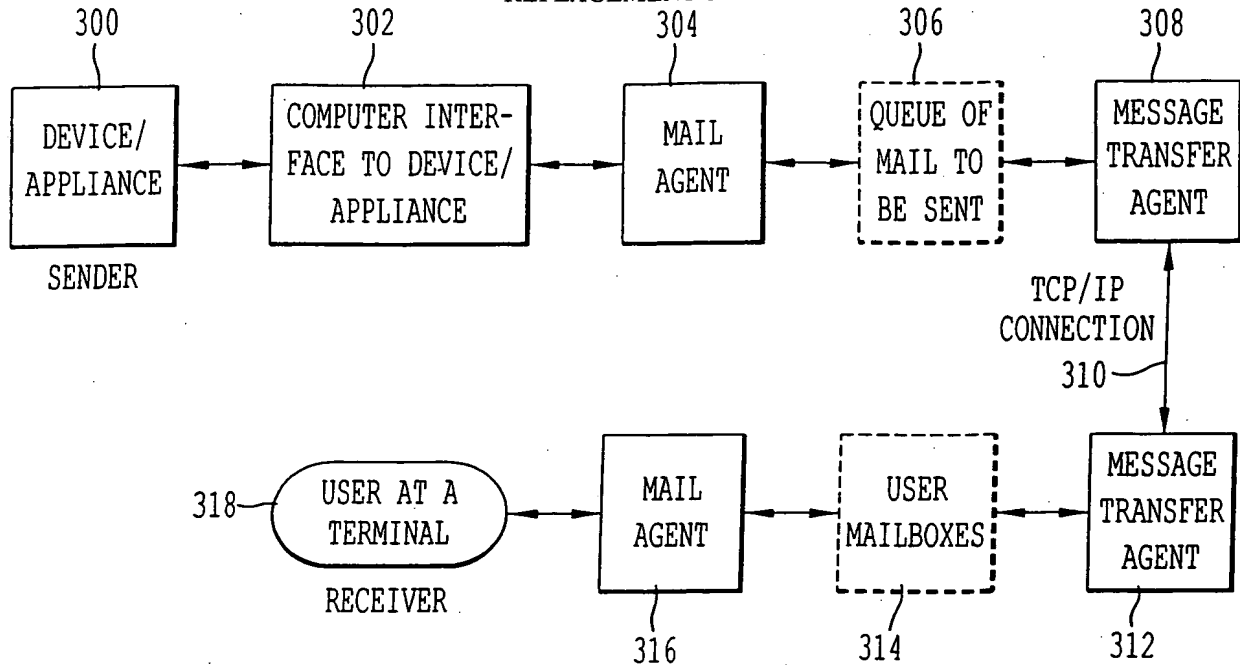 300
302
304
306
308
DEVICE/
APPLIANCE
COMPUTER INTER-
FACE TO DEVICE/
APPLIANCE
MAIL
AGENT
QUEUE OF
MAIL TO
BE SENT
MESSAGE
TRANSFER
AGENT
SENDER
TCP/IP
CONNECTION
310
318
USER AT A
TERMINAL
MAIL
AGENT
USER
MAILBOXES
MESSAGE
TRANSFER
AGENT
RECEIVER
316
314
312